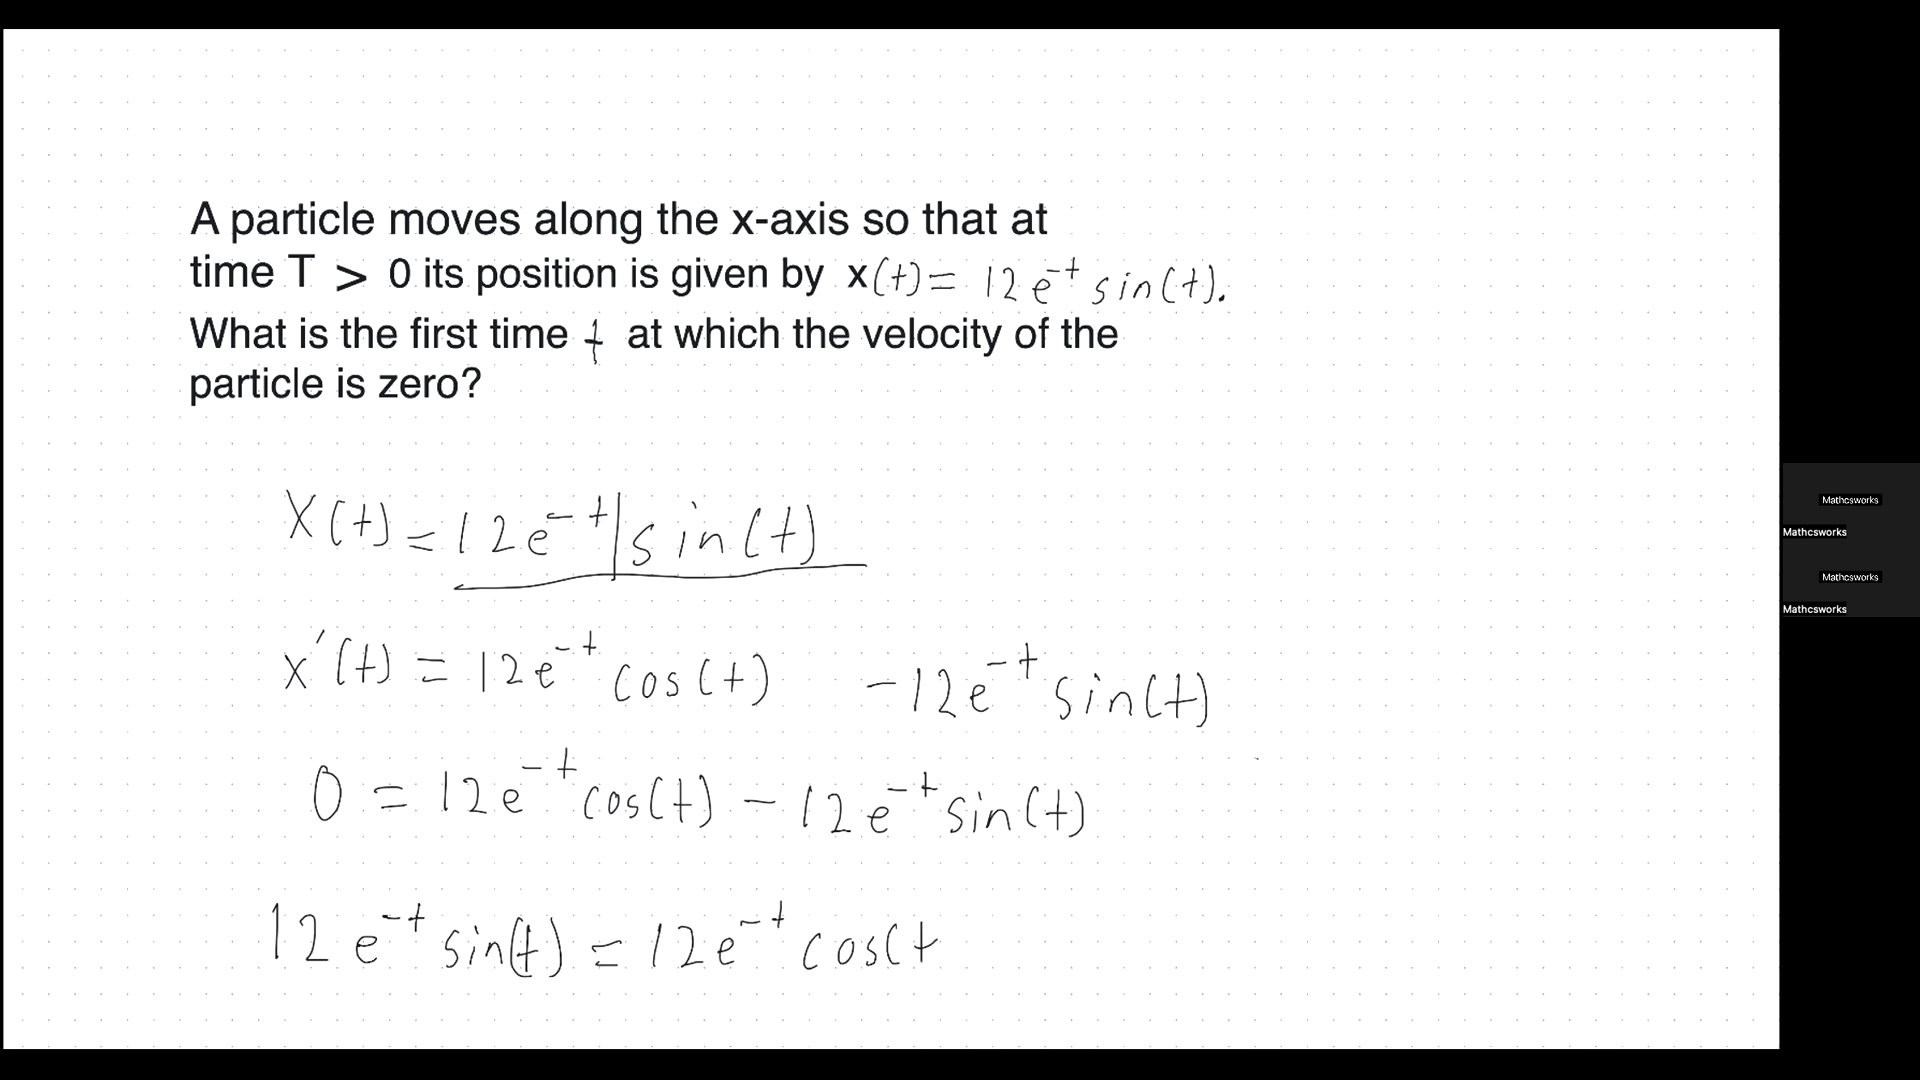 A particle moves along the x-axis so that at
time T > 0 its position is given by x(t) = 12e^-t sin(t).
What is the first time t at which the velocity of the
particle is zero?
X(t) = 12e^-t|sin(t)
x'(t) = 12e^-t cos(t) -12e^-t sin(t)
0 = 12e^-t cos(t) - 12e^-t sin(t)
12e^-t sin(t) = 12e^-t cos(t
Mathcsworks
Mathcsworks
Mathcsworks
Mathcsworks